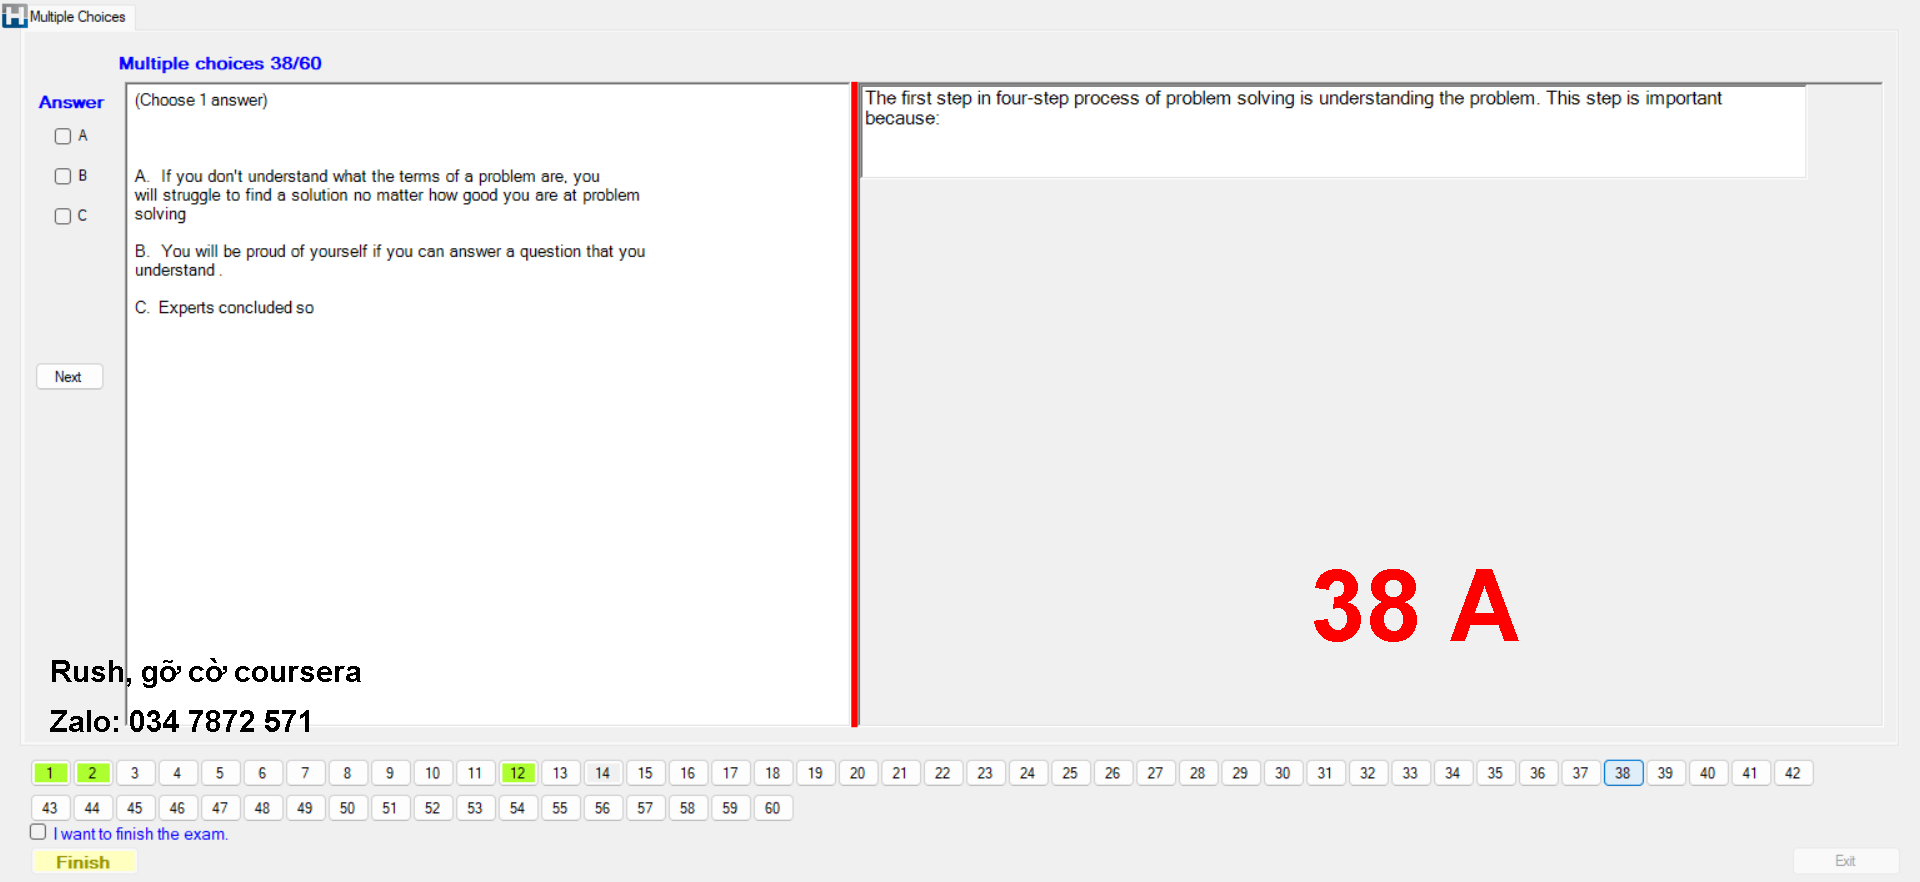 Multiple Choices
Multiple choices 38/60
Answer
A
B
C
Next
(Choose 1 answer)
A. If you don't understand what the terms of a problem are, you
will struggle to find a solution no matter how good you are at problem
solving
B. You will be proud of yourself if you can answer a question that you
understand .
C. Experts concluded so
The first step in four-step process of problem solving is understanding the problem. This step is important
because:
38 A
Rush, gỡ cờ coursera
Zalo: 034 7872 571
1 2 3 4 5 6 7 8 9 10 11 12 13 14 15 16 17 18 19 20 21 22 23 24 25 26 27 28 29 30 31 32 33 34 35 36 37 38 39 40 41 42
43 44 45 46 47 48 49 50 51 52 53 54 55 56 57 58 59 60
I want to finish the exam.
Finish
Exit